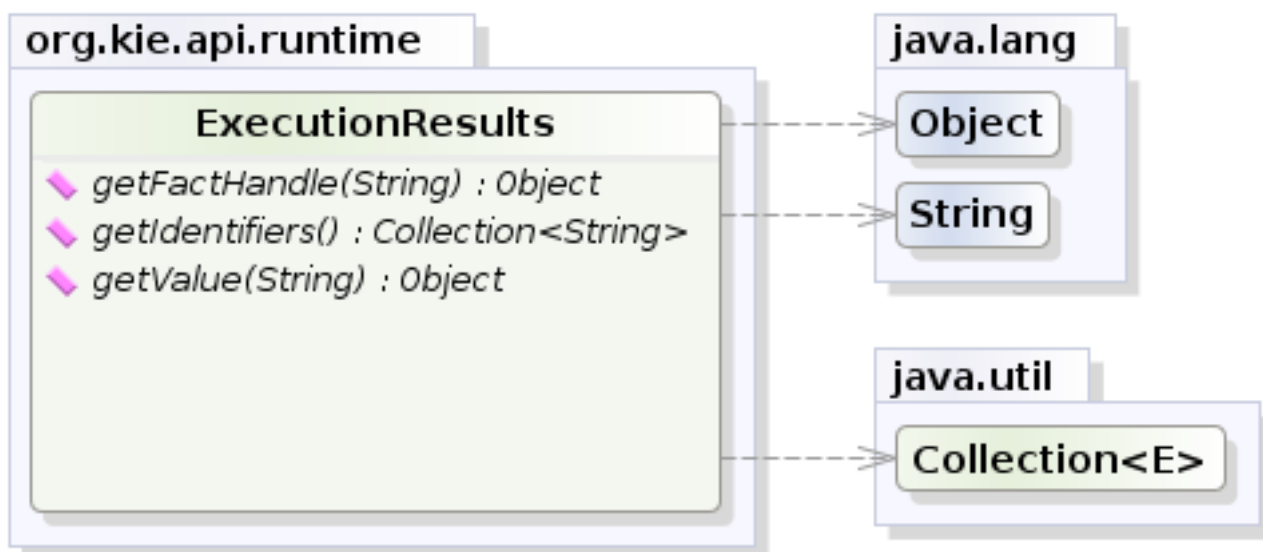 org.kie.api.runtime
ExecutionResults
getFactHandle(String) : Object
getIdentifiers() : Collection<String>
getValue(String) : Object
java.lang
Object
String
java.util
Collection<E>